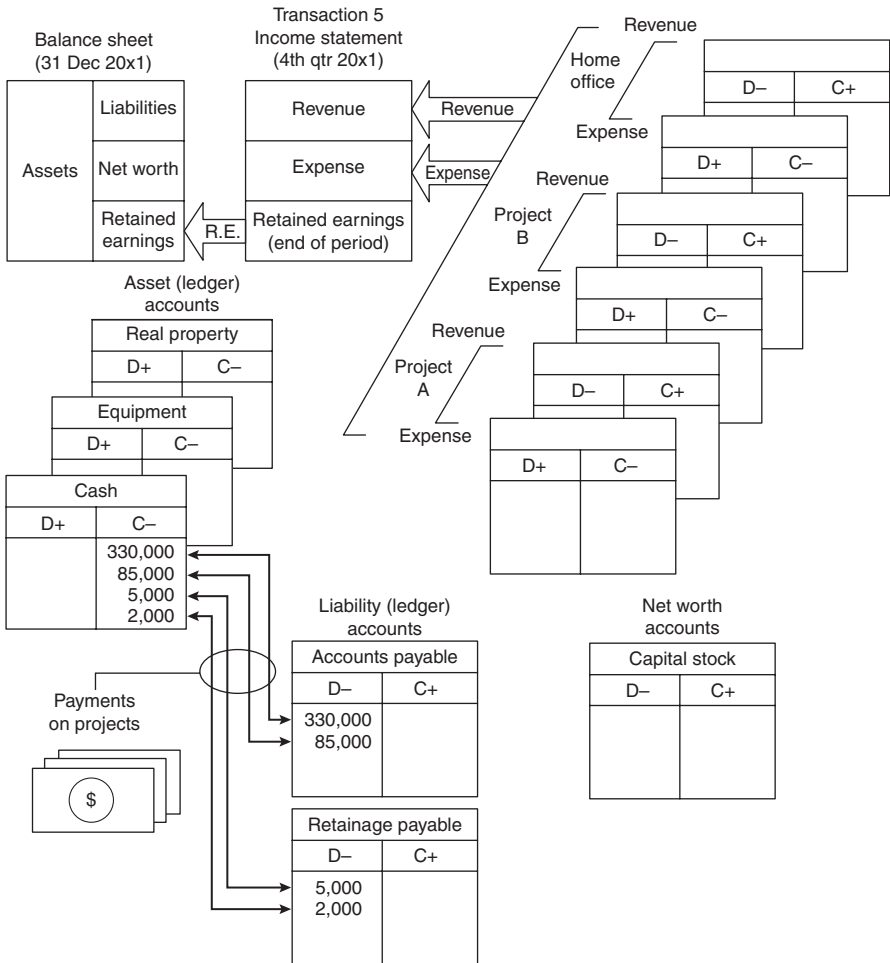 Balance sheet
(31 Dec 20x1)
Assets
Liabilities
Net worth
Retained
earnings
Transaction 5
Income statement
(4th qtr 20x1)
Revenue
Expense
Retained earnings
(end of period)
R.E.
Revenue
Expense
Revenue
Home
office
Expense
D– C+
D+ C–
Revenue
Project
B
Expense
D– C+
D+ C–
Revenue
Project
A
Expense
D– C+
D+ C–
Asset (ledger)
accounts
Real property
D+ C–
Equipment
D+ C–
Cash
D+ C–
330,000
85,000
5,000
2,000
Payments
on projects
$
Liability (ledger)
accounts
Accounts payable
D– C+
330,000
85,000
Retainage payable
D– C+
5,000
2,000
Net worth
accounts
Capital stock
D– C+